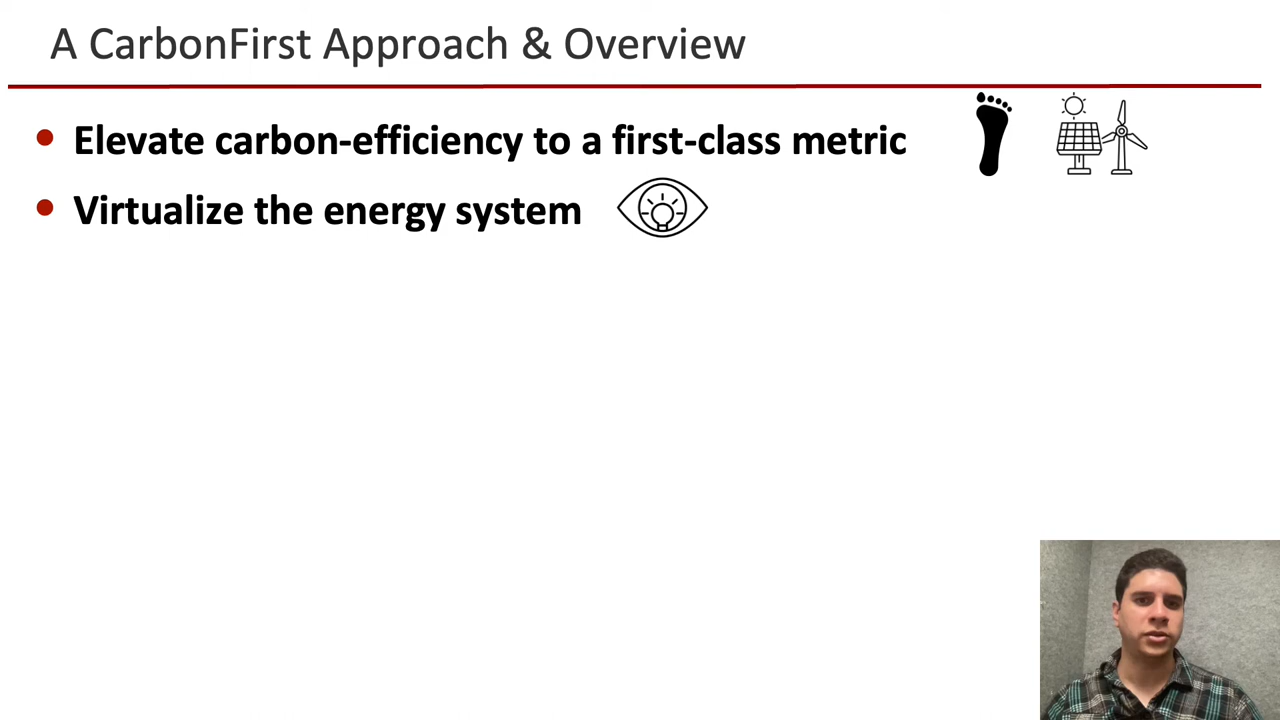 A CarbonFirst Approach & Overview
• Elevate carbon-efficiency to a first-class metric
• Virtualize the energy system